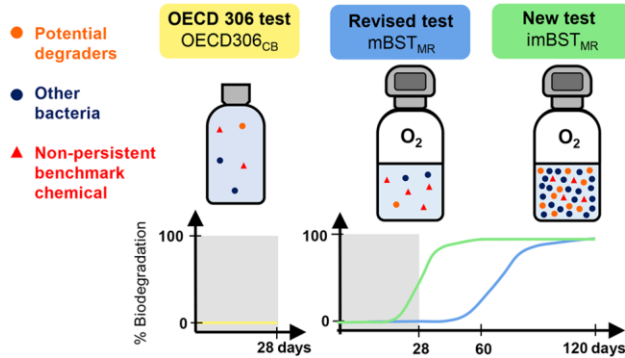 Potential
degraders
Other
bacteria
Non-persistent
benchmark
chemical
OECD 306 test
OECD306CB
Revised test
mBSTMR
New test
imBSTMR
O2
O2
% Biodegradation
100
0
28 days
100
0
28
60
120 days